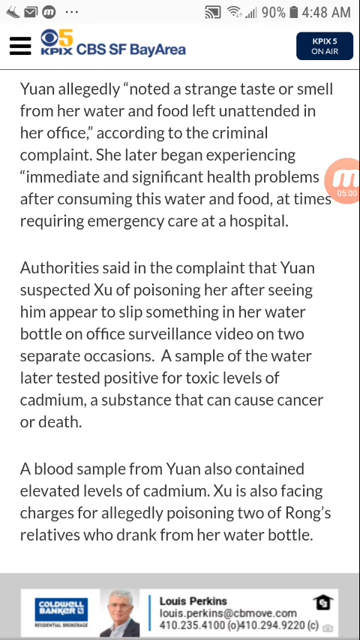 90% 4:48 AM
5
KPIX CBS SF BayArea
KPIX 5
ON AIR
Yuan allegedly “noted a strange taste or smell
from her water and food left unattended in
her office,” according to the criminal
complaint. She later began experiencing
“immediate and significant health problems
after consuming this water and food, at times
requiring emergency care at a hospital.
05:00
Authorities said in the complaint that Yuan
suspected Xu of poisoning her after seeing
him appear to slip something in her water
bottle on office surveillance video on two
separate occasions.  A sample of the water
later tested positive for toxic levels of
cadmium, a substance that can cause cancer
or death.
A blood sample from Yuan also contained
elevated levels of cadmium. Xu is also facing
charges for allegedly poisoning two of Rong’s
relatives who drank from her water bottle.
COLDWELL
BANKER
RESIDENTIAL BROKERAGE
Louis Perkins
louis.perkins@cbmove.com
410.235.4100 (o)410.294.9220 (c)